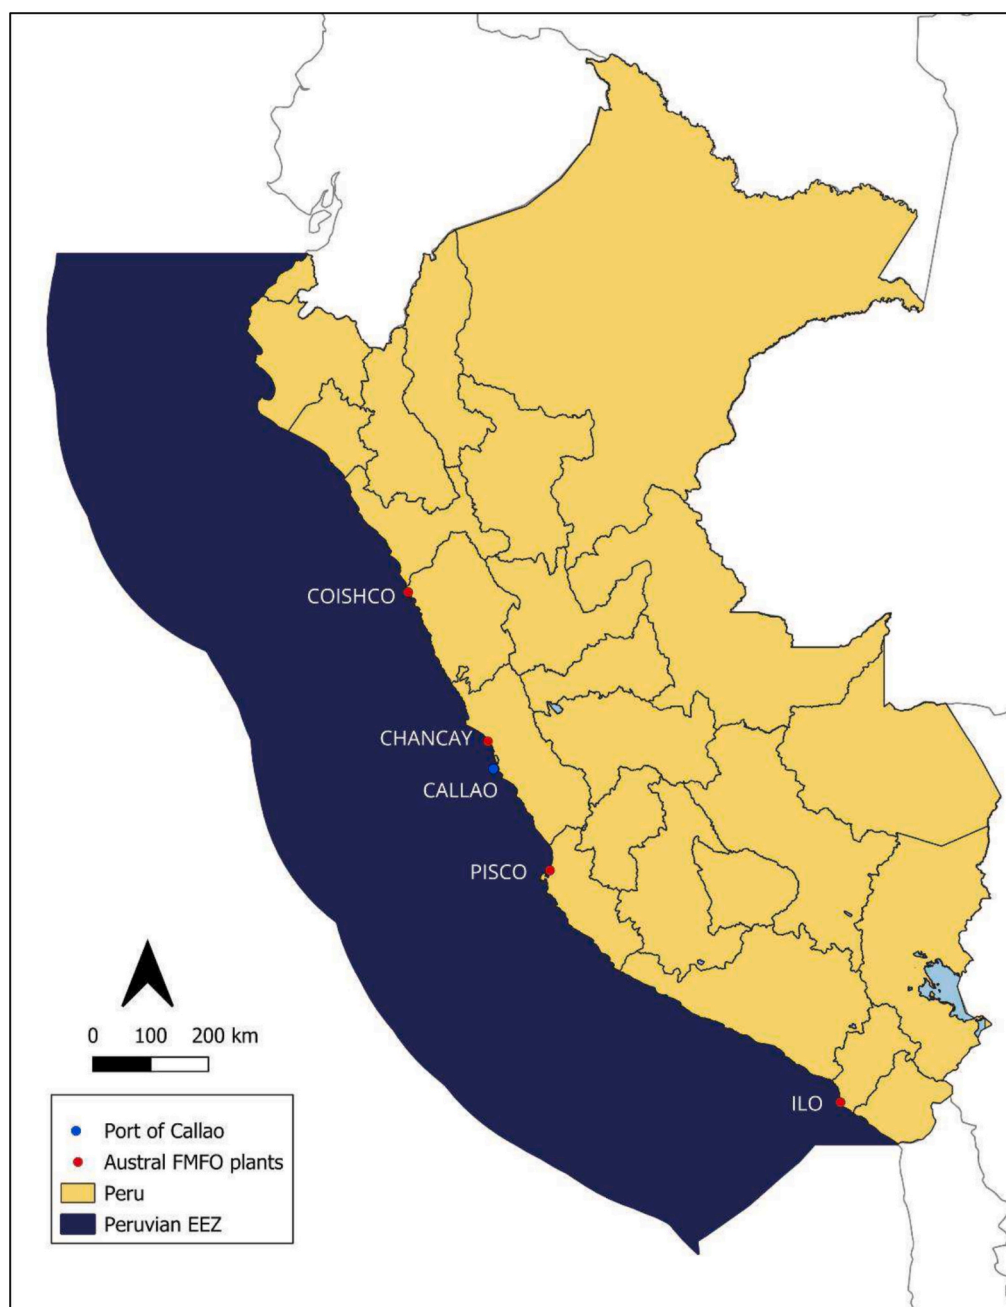 COISHCO
CHANCAY
CALLAO
PISCO
ILO
0 100 200 km
Port of Callao
Austral FMFO plants
Peru
Peruvian EEZ